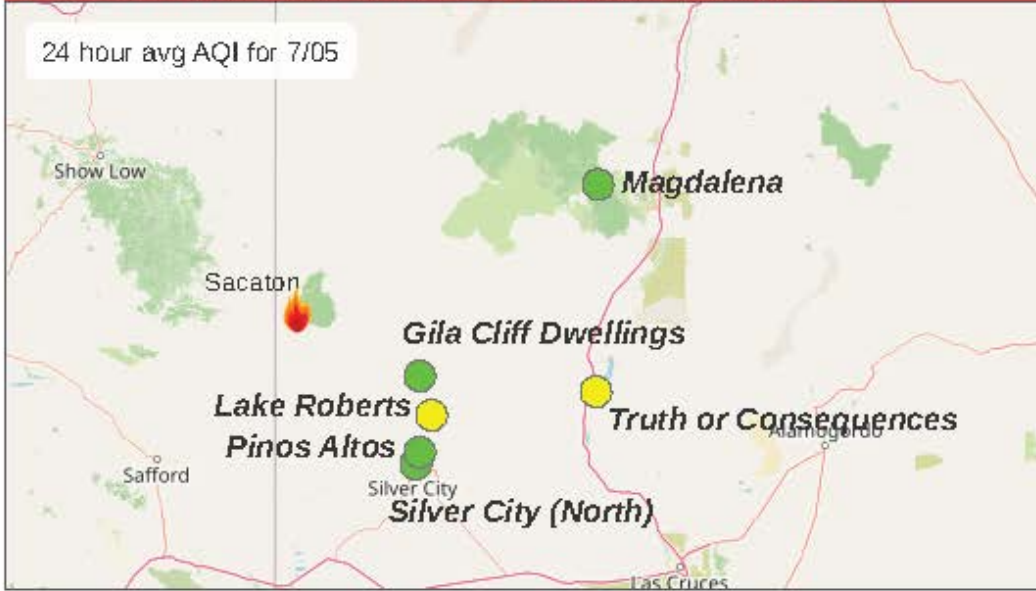 24 hour avg AQI for 7/05
Show Low
Magdalena
Sacaton
Gila Cliff Dwellings
Lake Roberts
Truth or Consequences
Alamogordo
Pinos Altos
Safford
Silver City
Silver City (North)
Las Cruces